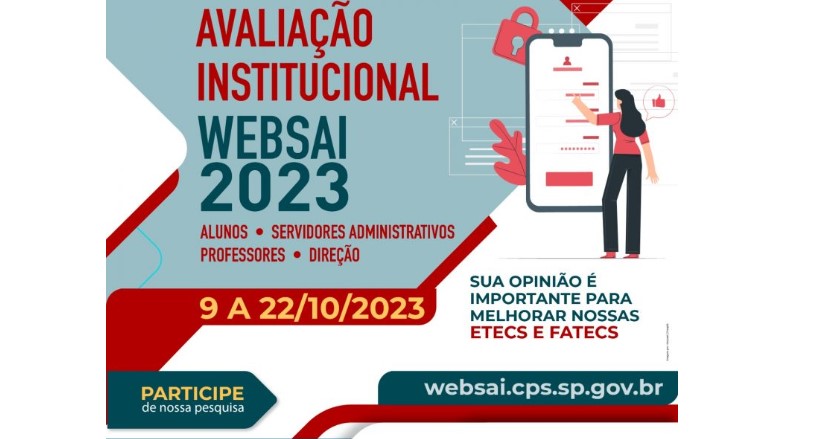 AVALIAÇÃO
INSTITUCIONAL
WEBSAI
2023
ALUNOS • SERVIDORES ADMINISTRATIVOS
PROFESSORES • DIREÇÃO
9 A 22/10/2023
SUA OPINIÃO É
IMPORTANTE PARA
MELHORAR NOSSAS
ETECS E FATECS
PARTICIPE
de nossa pesquisa
websai.cps.sp.gov.br